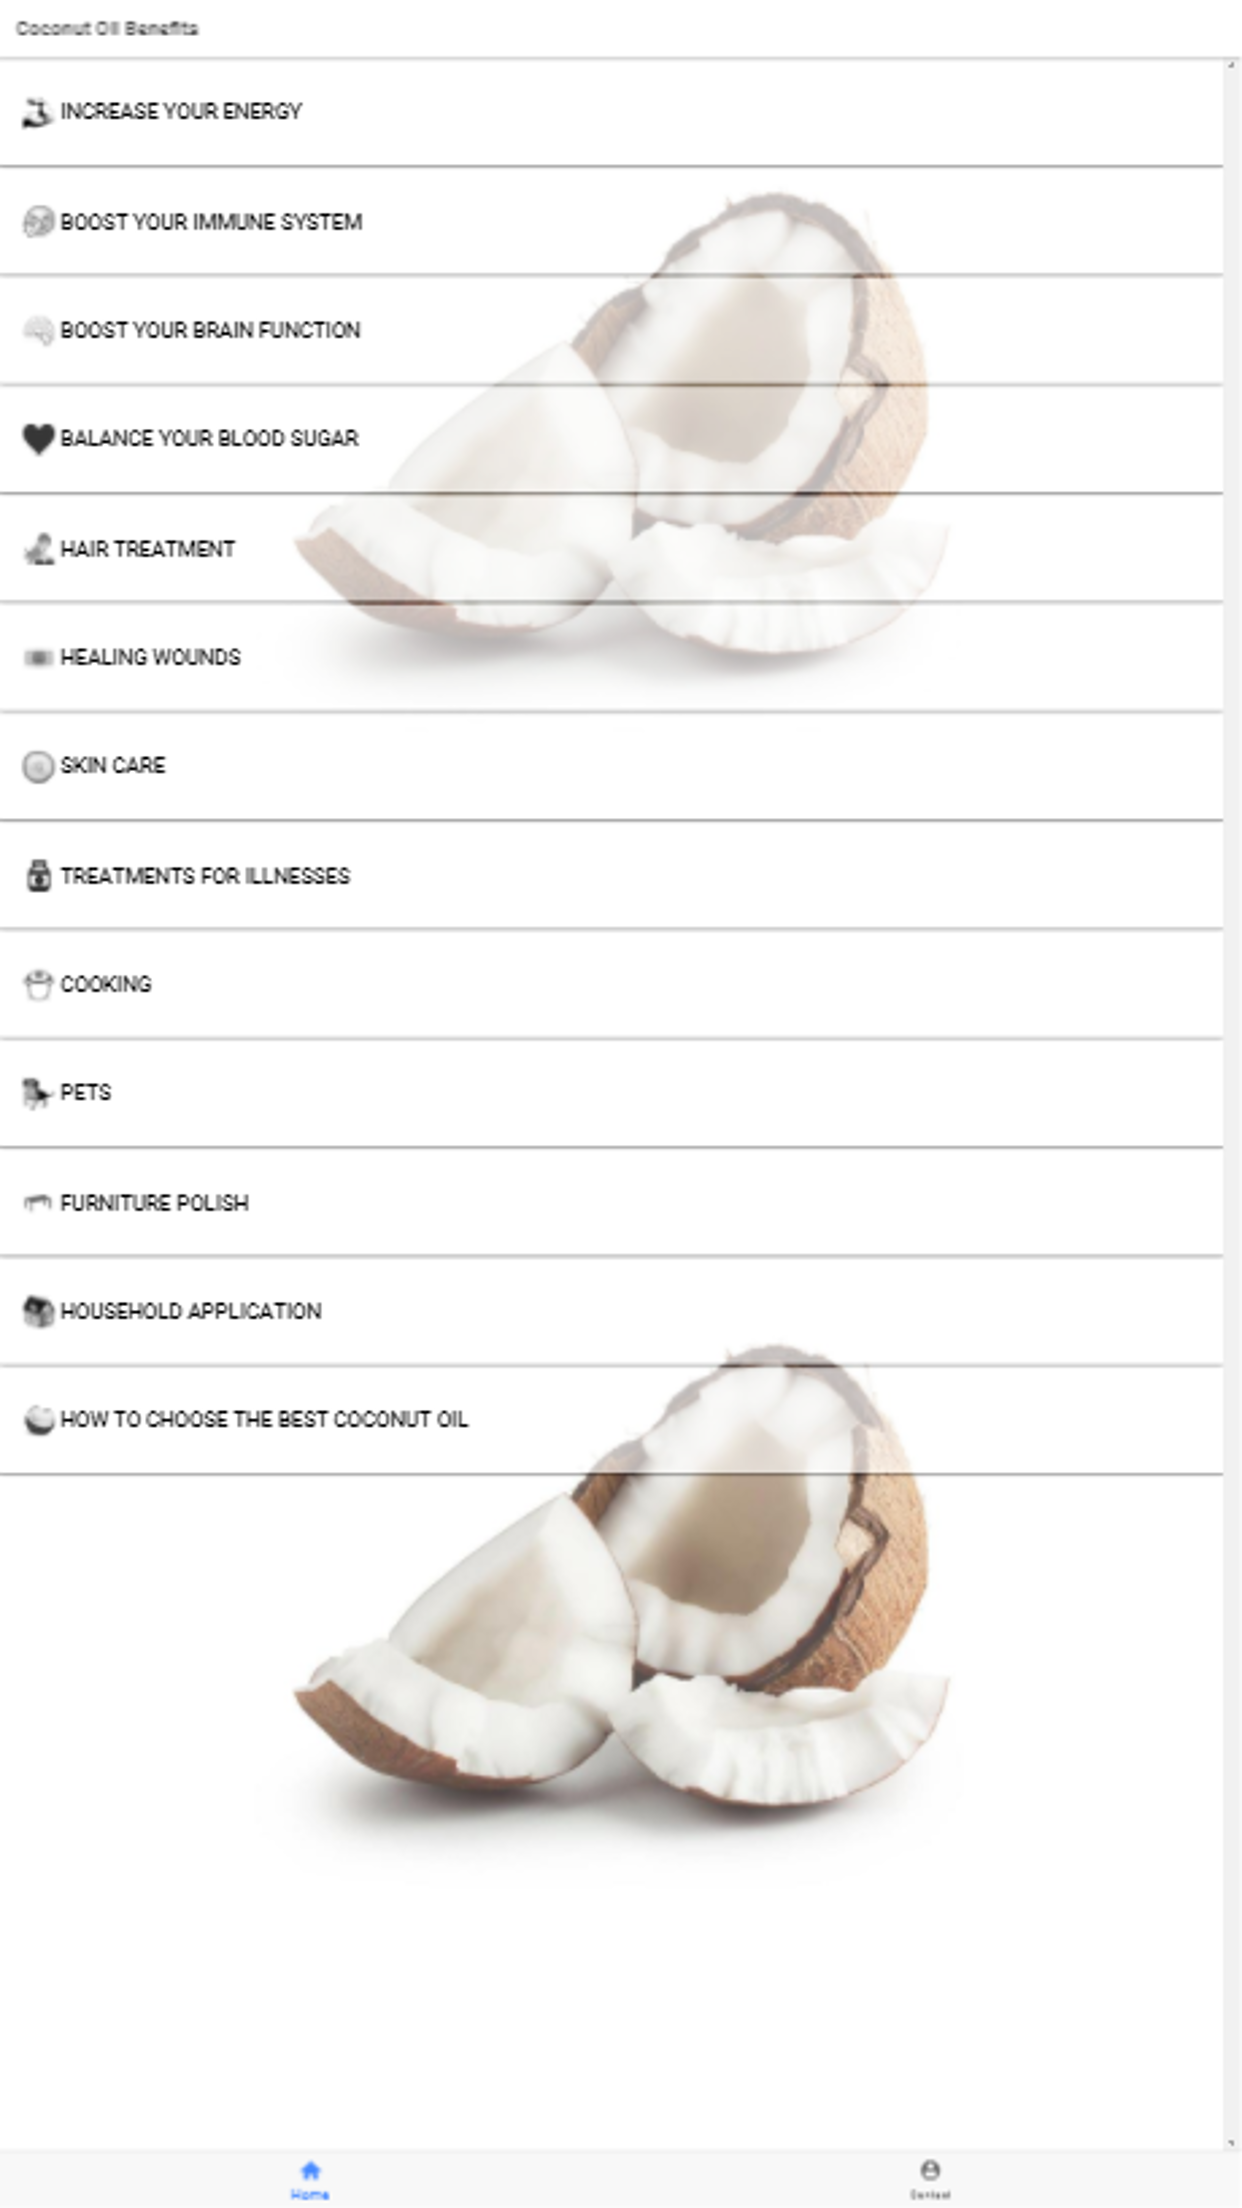 Coconut Oil Benefits
INCREASE YOUR ENERGY
BOOST YOUR IMMUNE SYSTEM
BOOST YOUR BRAIN FUNCTION
BALANCE YOUR BLOOD SUGAR
HAIR TREATMENT
HEALING WOUNDS
SKIN CARE
TREATMENTS FOR ILLNESSES
COOKING
PETS
FURNITURE POLISH
HOUSEHOLD APPLICATION
HOW TO CHOOSE THE BEST COCONUT OIL
Home
Contact